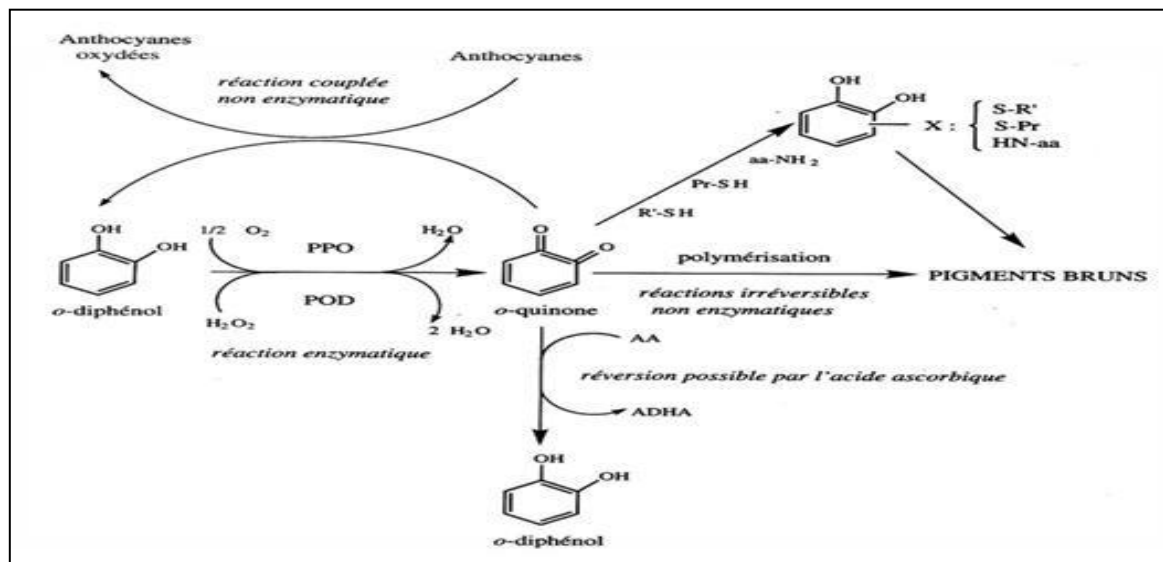 Anthocyanes
oxydées
Anthocyanes
réaction couplée
non enzymatique
OH
OH
X :
S-R'
S-Pr
HN-aa
aa-NH₂
Pr-SH
R'-SH
OH
OH
o-diphénol
1/2 O₂
PPO
H₂O
POD
H₂O₂
2 H₂O
réaction enzymatique
O
O
o-quinone
polymérisation
réactions irréversibles
non enzymatiques
PIGMENTS BRUNS
AA
réversion possible par l'acide ascorbique
ADHA
OH
OH
o-diphénol